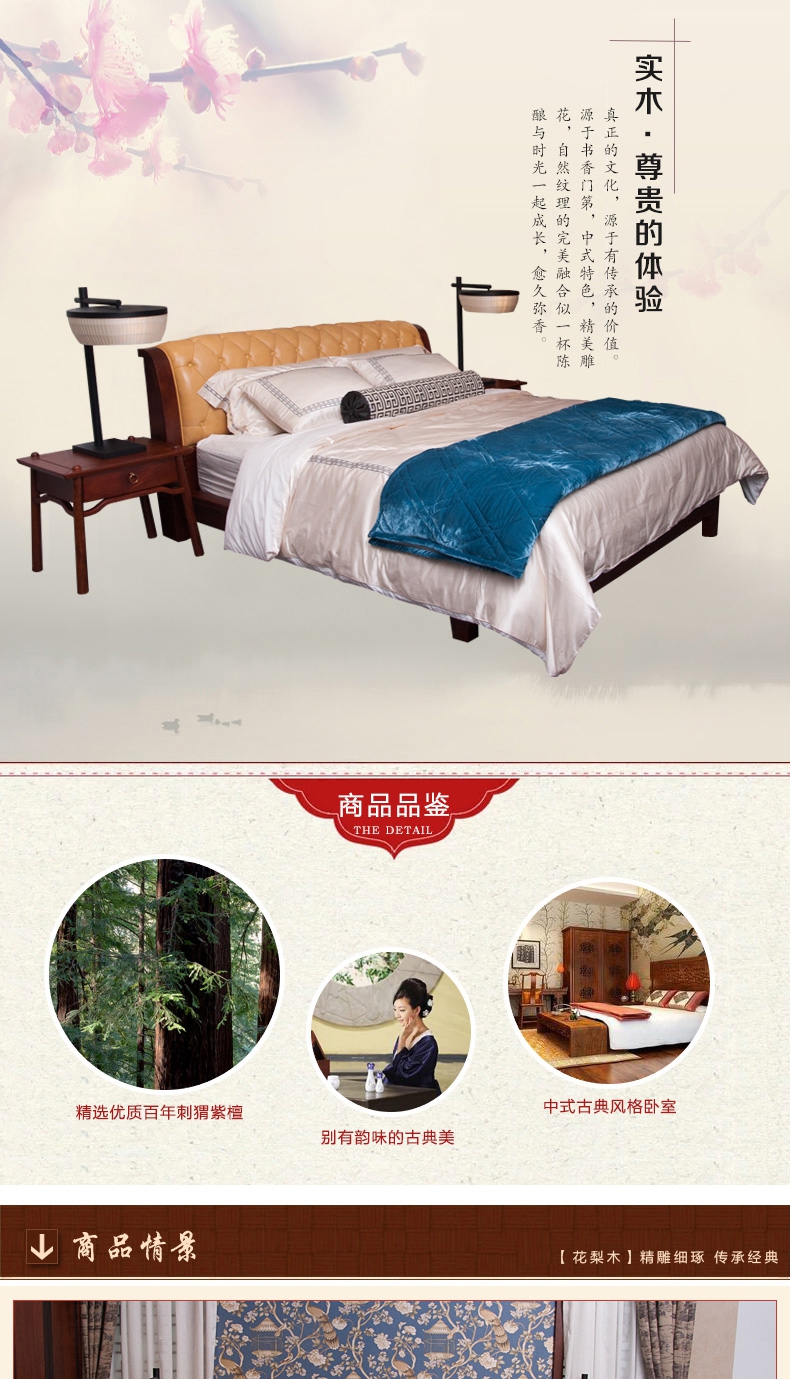 实木·尊贵的体验
真正的文化，源于有传承的价值。
源于书香门第，中式特色，精美雕
花，自然纹理的完美融合似一杯陈
酿与时光一起成长，愈久弥香。
商品品鉴
THE DETAIL
精选优质百年刺猬紫檀
别有韵味的古典美
中式古典风格卧室
商品情景
【花梨木】精雕细琢 传承经典